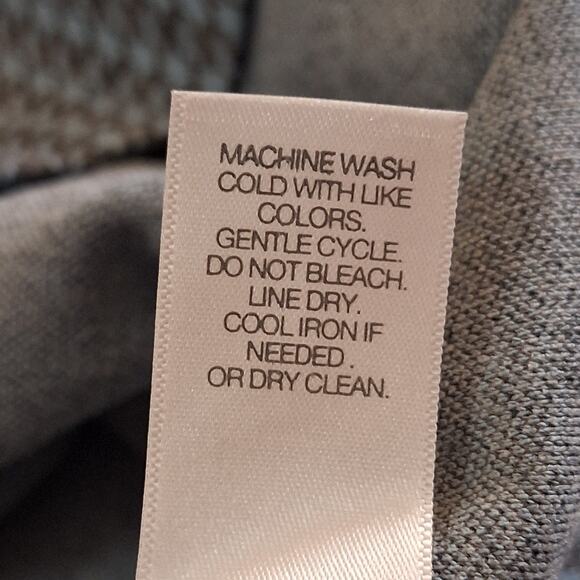 MACHINE WASH
COLD WITH LIKE
COLORS.
GENTLE CYCLE.
DO NOT BLEACH.
LINE DRY.
COOL IRON IF
NEEDED .
OR DRY CLEAN.